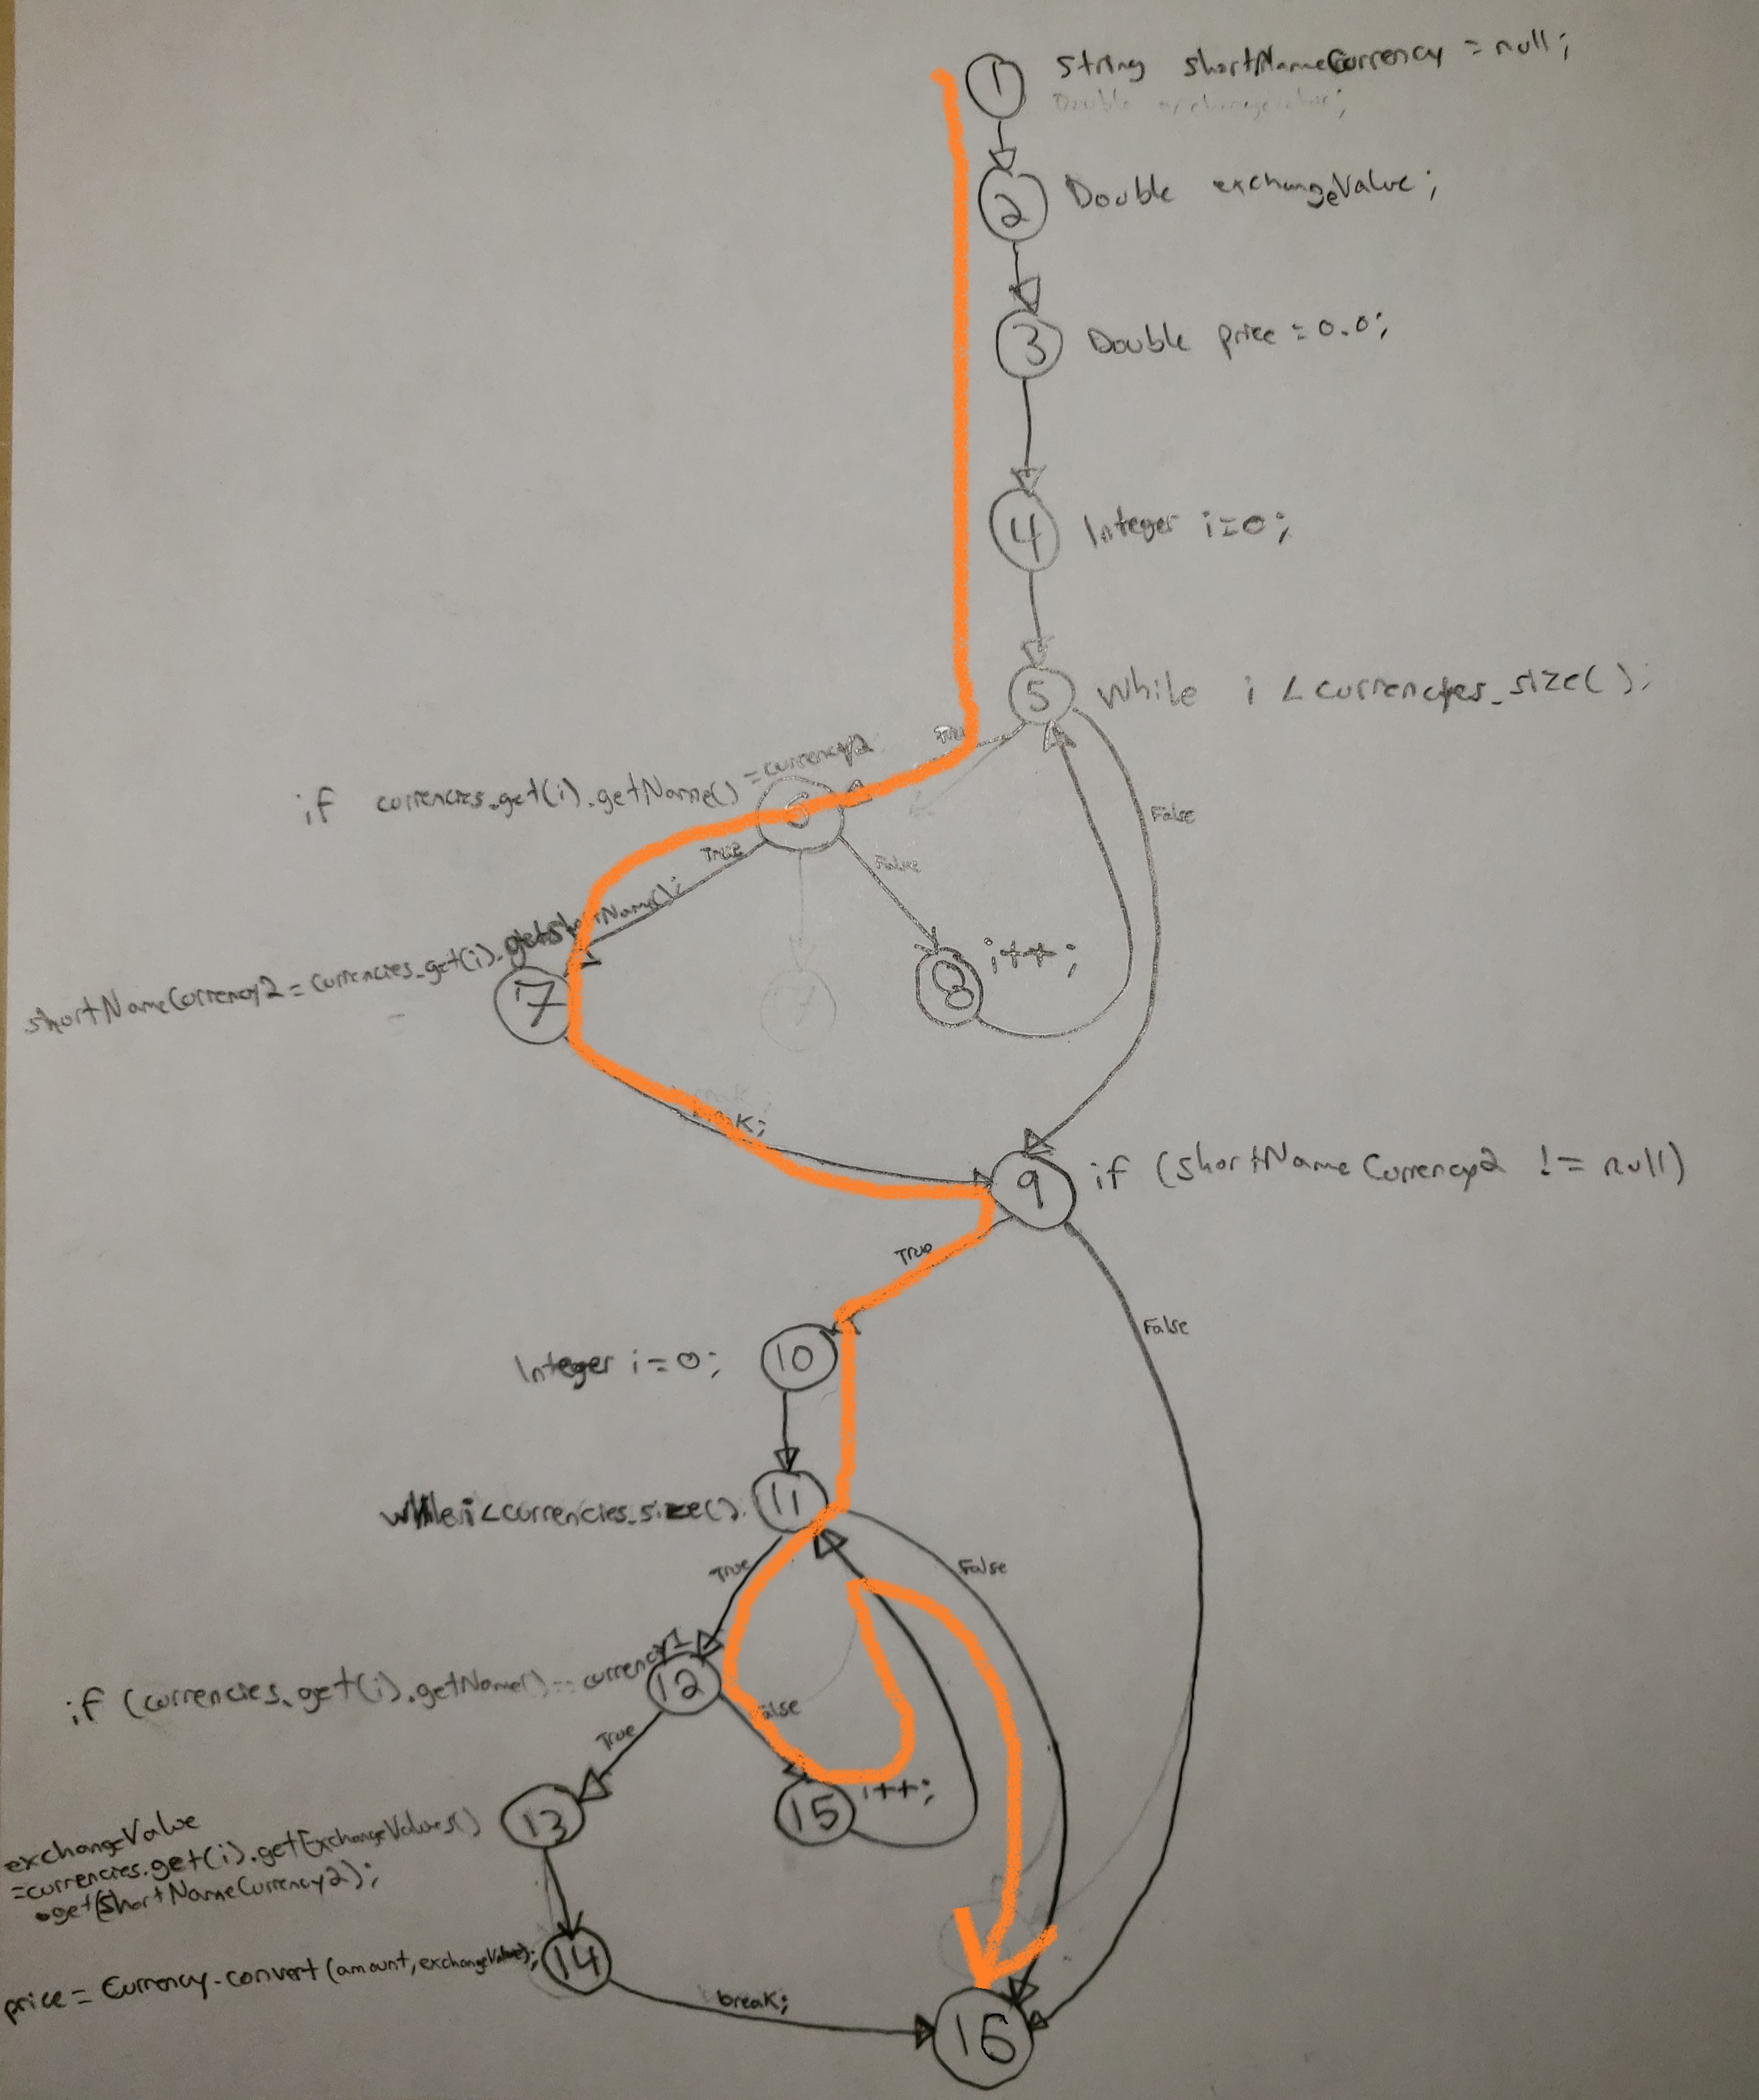 1 String shortNameCurrency = null;
Double exchangeValue;
2 Double exchangeValue;
3 Double price = 0.0;
4 Integer i=0;
5 While i < currencies.size();
True
if currencies.get(i).getName() = currency2
6
False
True
False
shortNameCurrency2 = currencies.get(i).getShortName();
7
8 i++;
7
break;
9 if (shortNameCurrency2 != null)
True
False
Integer i=0; 10
while i < currencies.size(). 11
True
False
if (currencies.get(i).getName() == currency1
12
False
True
13
15 i++;
exchangeValue
=currencies.get(i).getExchangeValues()
.get(ShortNameCurrency2);
price = Currency.convert(amount, exchangeValue); 14
break;
16